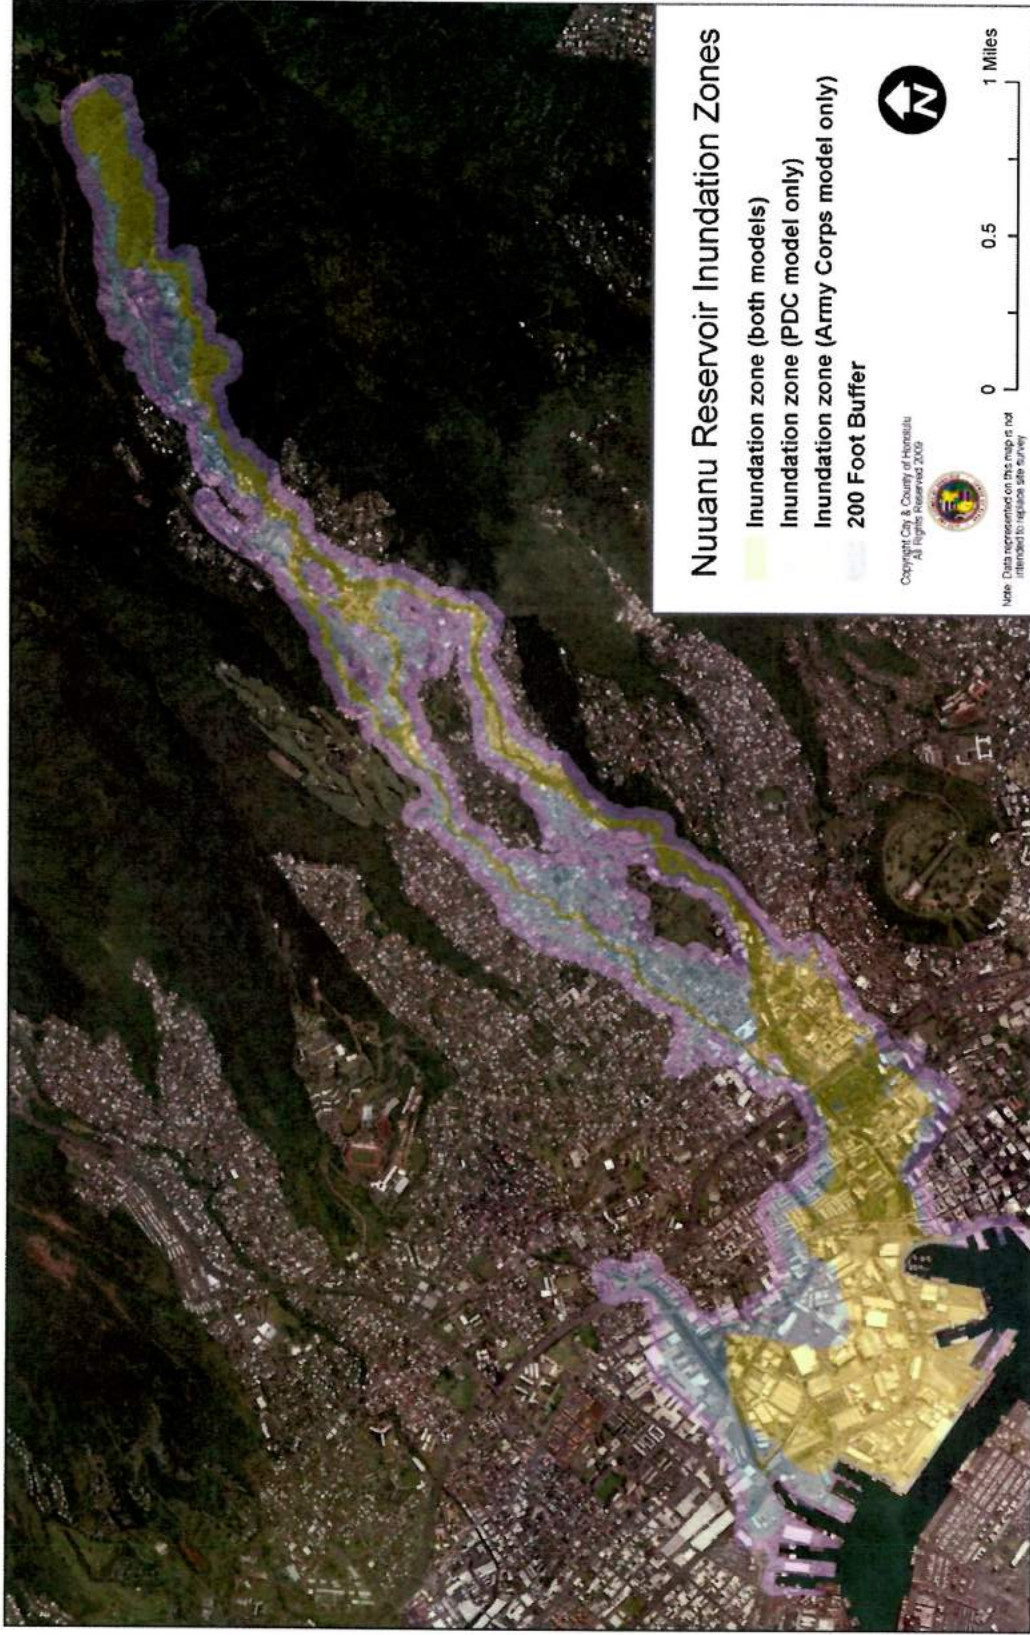 Nuuanu Reservoir Inundation Zones
Inundation zone (both models)
Inundation zone (PDC model only)
Inundation zone (Army Corps model only)
200 Foot Buffer
Copyright City & County of Honolulu
All Rights Reserved 2009
N
0 0.5 1 Miles
Note: Data represented on this map is not
intended to replace site survey